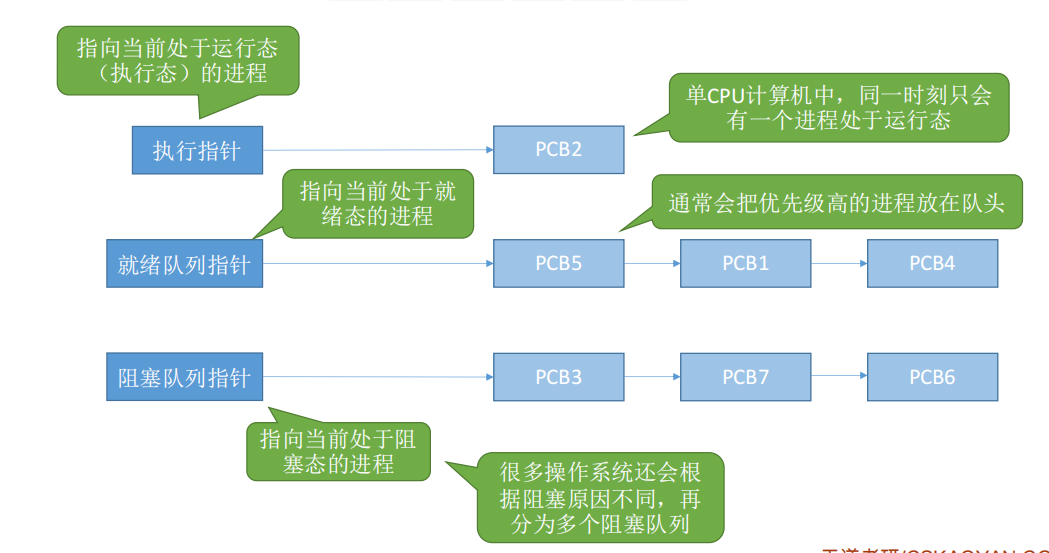 指向当前处于运行态
（执行态）的进程
单CPU计算机中，同一时刻只会
有一个进程处于运行态
执行指针
PCB2
指向当前处于就
绪态的进程
通常会把优先级高的进程放在队头
就绪队列指针
PCB5
PCB1
PCB4
阻塞队列指针
PCB3
PCB7
PCB6
指向当前处于阻
塞态的进程
很多操作系统还会根
据阻塞原因不同，再
分为多个阻塞队列